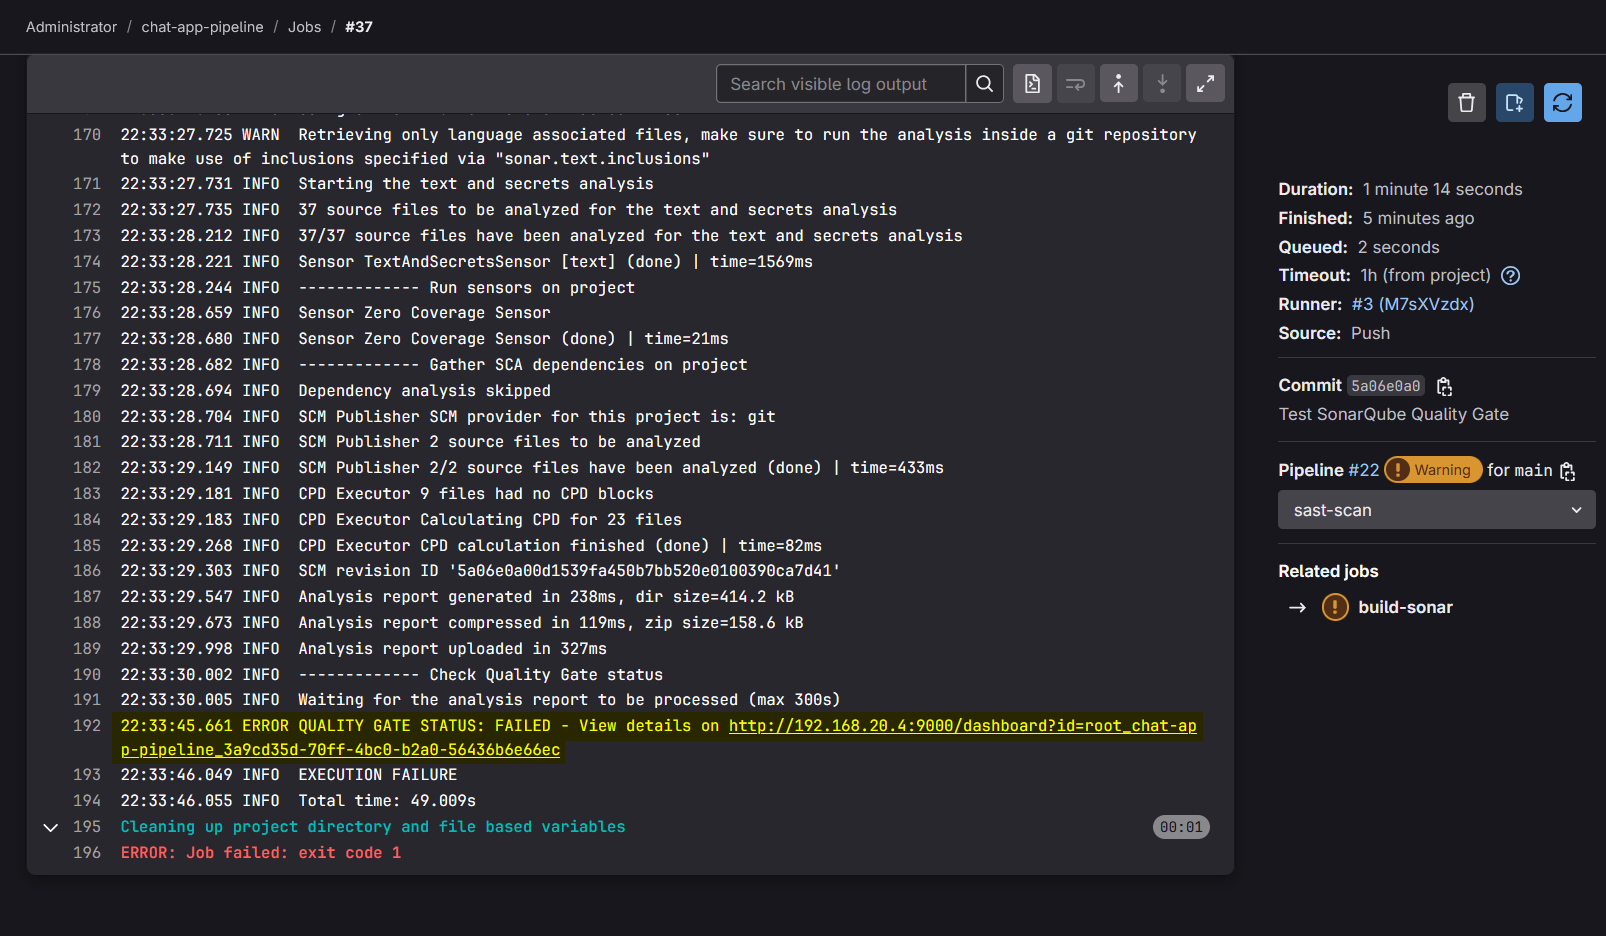 Administrator / chat-app-pipeline / Jobs / #37
Search visible log output
170 22:33:27.725 WARN Retrieving only language associated files, make sure to run the analysis inside a git repository
to make use of inclusions specified via "sonar.text.inclusions"
171 22:33:27.731 INFO Starting the text and secrets analysis
172 22:33:27.735 INFO 37 source files to be analyzed for the text and secrets analysis
173 22:33:28.212 INFO 37/37 source files have been analyzed for the text and secrets analysis
174 22:33:28.221 INFO Sensor TextAndSecretsSensor [text] (done) | time=1569ms
175 22:33:28.244 INFO ------------- Run sensors on project
176 22:33:28.659 INFO Sensor Zero Coverage Sensor
177 22:33:28.680 INFO Sensor Zero Coverage Sensor (done) | time=21ms
178 22:33:28.682 INFO ------------- Gather SCA dependencies on project
179 22:33:28.694 INFO Dependency analysis skipped
180 22:33:28.704 INFO SCM Publisher SCM provider for this project is: git
181 22:33:28.711 INFO SCM Publisher 2 source files to be analyzed
182 22:33:29.149 INFO SCM Publisher 2/2 source files have been analyzed (done) | time=433ms
183 22:33:29.181 INFO CPD Executor 9 files had no CPD blocks
184 22:33:29.183 INFO CPD Executor Calculating CPD for 23 files
185 22:33:29.268 INFO CPD Executor CPD calculation finished (done) | time=82ms
186 22:33:29.303 INFO SCM revision ID '5a06e0a00d1539fa450b7bb520e0100390ca7d41'
187 22:33:29.547 INFO Analysis report generated in 238ms, dir size=414.2 kB
188 22:33:29.673 INFO Analysis report compressed in 119ms, zip size=158.6 kB
189 22:33:29.998 INFO Analysis report uploaded in 327ms
190 22:33:30.002 INFO ------------- Check Quality Gate status
191 22:33:30.005 INFO Waiting for the analysis report to be processed (max 300s)
192 22:33:45.661 ERROR QUALITY GATE STATUS: FAILED - View details on http://192.168.20.4:9000/dashboard?id=root_chat-ap
p-pipeline_3a9cd35d-70ff-4bc0-b2a0-56436b6e66ec
193 22:33:46.049 INFO EXECUTION FAILURE
194 22:33:46.055 INFO Total time: 49.009s
195 Cleaning up project directory and file based variables 00:01
196 ERROR: Job failed: exit code 1
Duration: 1 minute 14 seconds
Finished: 5 minutes ago
Queued: 2 seconds
Timeout: 1h (from project)
Runner: #3 (M7sXVzdx)
Source: Push
Commit 5a06e0a0
Test SonarQube Quality Gate
Pipeline #22 Warning for main
sast-scan
Related jobs
→ build-sonar